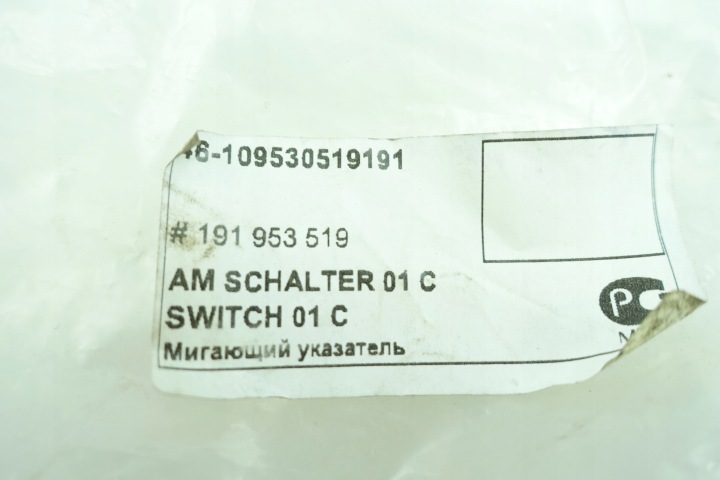 6-109530519191
# 191 953 519
AM SCHALTER 01 C
SWITCH 01 C
Мигающий указатель